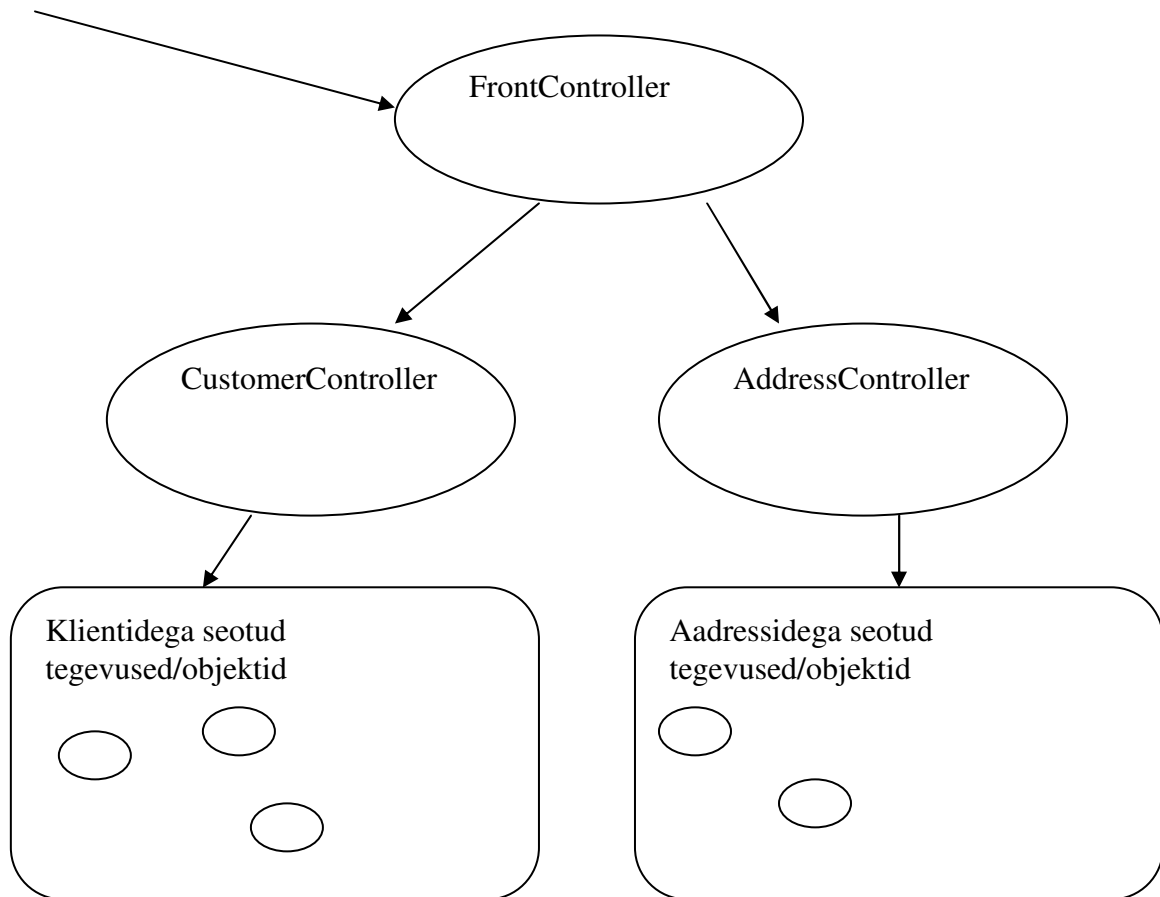 FrontController
CustomerController
AddressController
Klientidega seotud
tegevused/objektid
Aadressidega seotud
tegevused/objektid